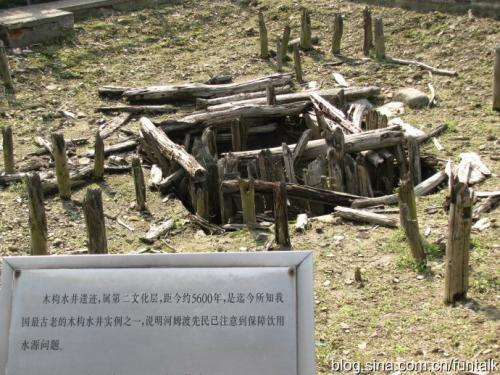 木构水井遗迹，属第二文化层，距今约5600年，是迄今所知我
国最古老的木构水井实例之一，说明河姆渡先民已注意到保障饮用
水源问题。
blog.sina.com.cn/funtalk